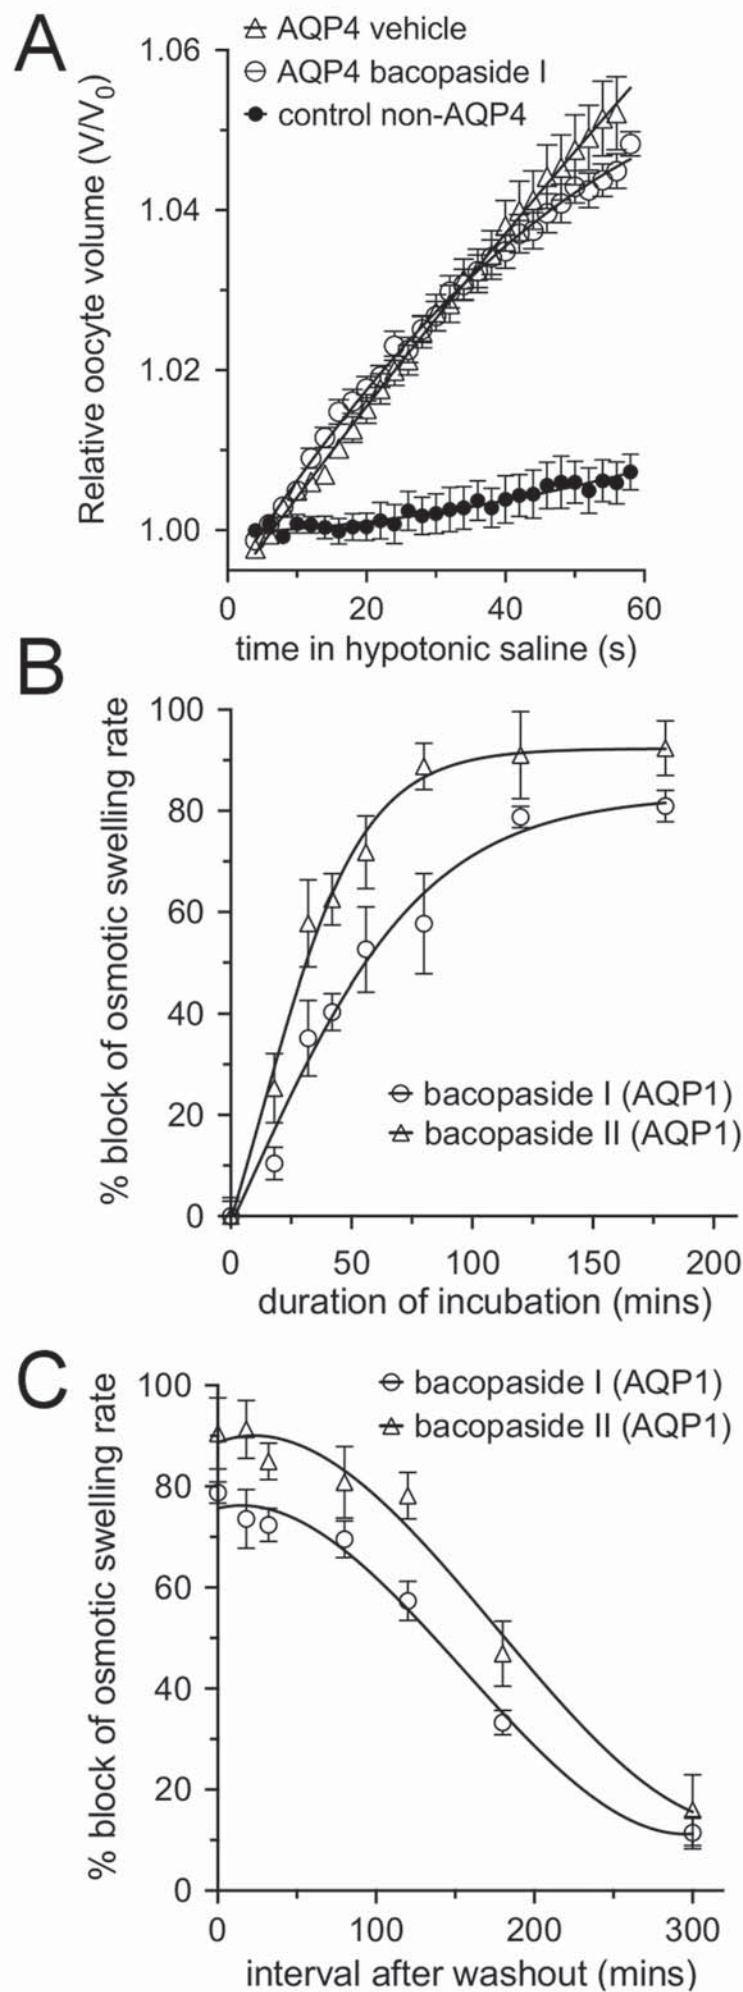 A
AQP4 vehicle
AQP4 bacopaside I
control non-AQP4
Relative oocyte volume (V/V₀)
1.06
1.04
1.02
1.00
0 20 40 60
time in hypotonic saline (s)
B
% block of osmotic swelling rate
100
80
60
40
20
0
bacopaside I (AQP1)
bacopaside II (AQP1)
0 50 100 150 200
duration of incubation (mins)
C
% block of osmotic swelling rate
100
80
60
40
20
0
bacopaside I (AQP1)
bacopaside II (AQP1)
0 100 200 300
interval after washout (mins)